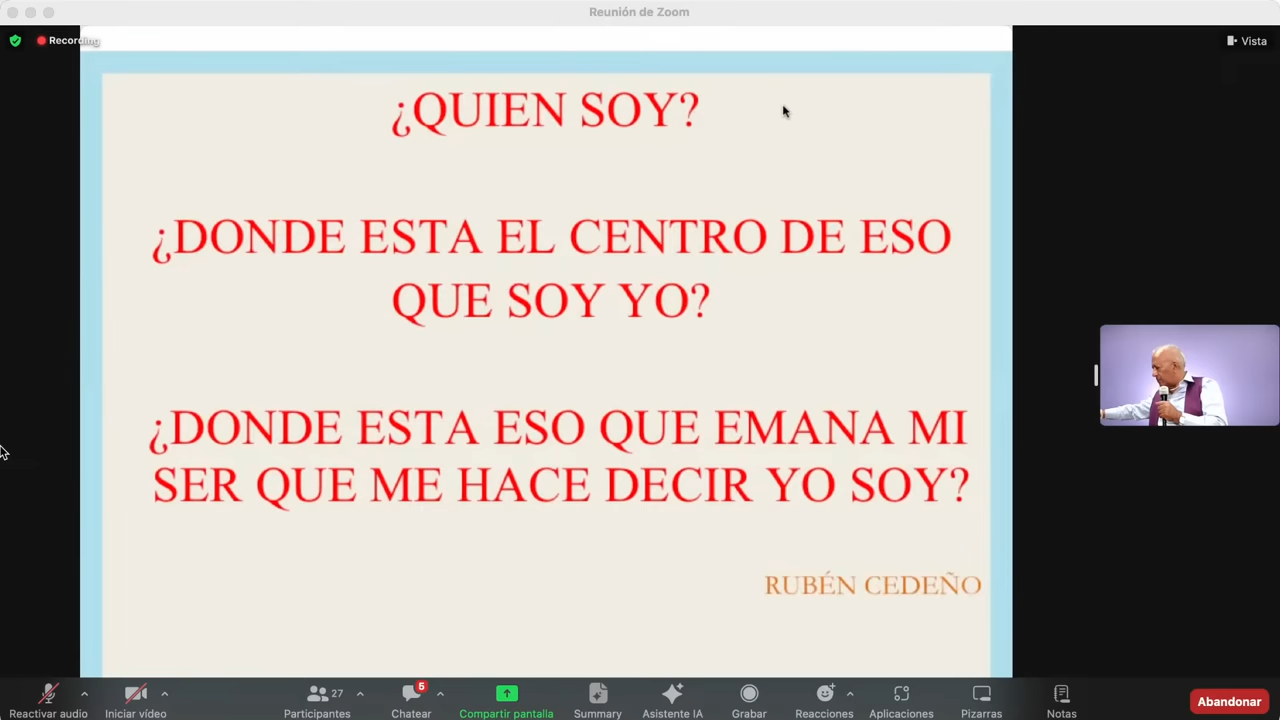 Reunión de Zoom
Recording
Vista
¿QUIEN SOY?
¿DONDE ESTA EL CENTRO DE ESO
QUE SOY YO?
¿DONDE ESTA ESO QUE EMANA MI
SER QUE ME HACE DECIR YO SOY?
RUBÉN CEDEÑO
27
5
Reactivar audio
Iniciar vídeo
Participantes
Chatear
Compartir pantalla
Summary
Asistente IA
Grabar
Reacciones
Aplicaciones
Pizarras
Notas
Abandonar